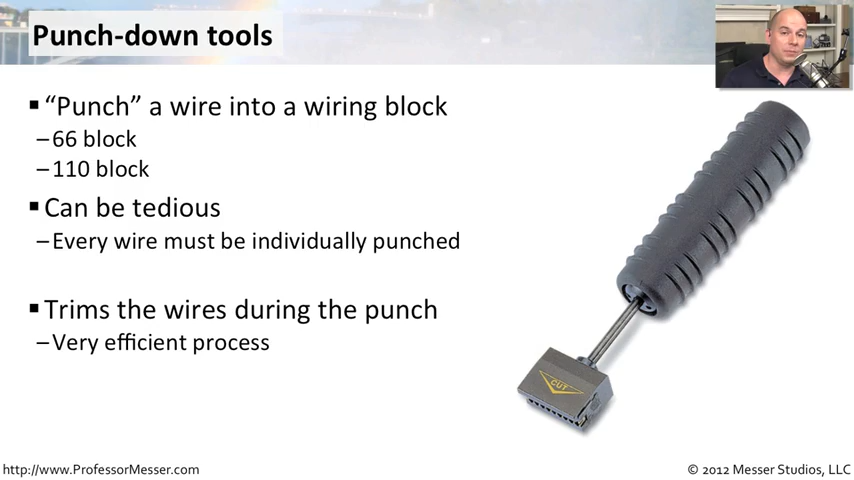 Punch-down tools
▪ “Punch” a wire into a wiring block
–66 block
–110 block
▪ Can be tedious
–Every wire must be individually punched
▪ Trims the wires during the punch
–Very efficient process
CUT
http://www.ProfessorMesser.com
© 2012 Messer Studios, LLC